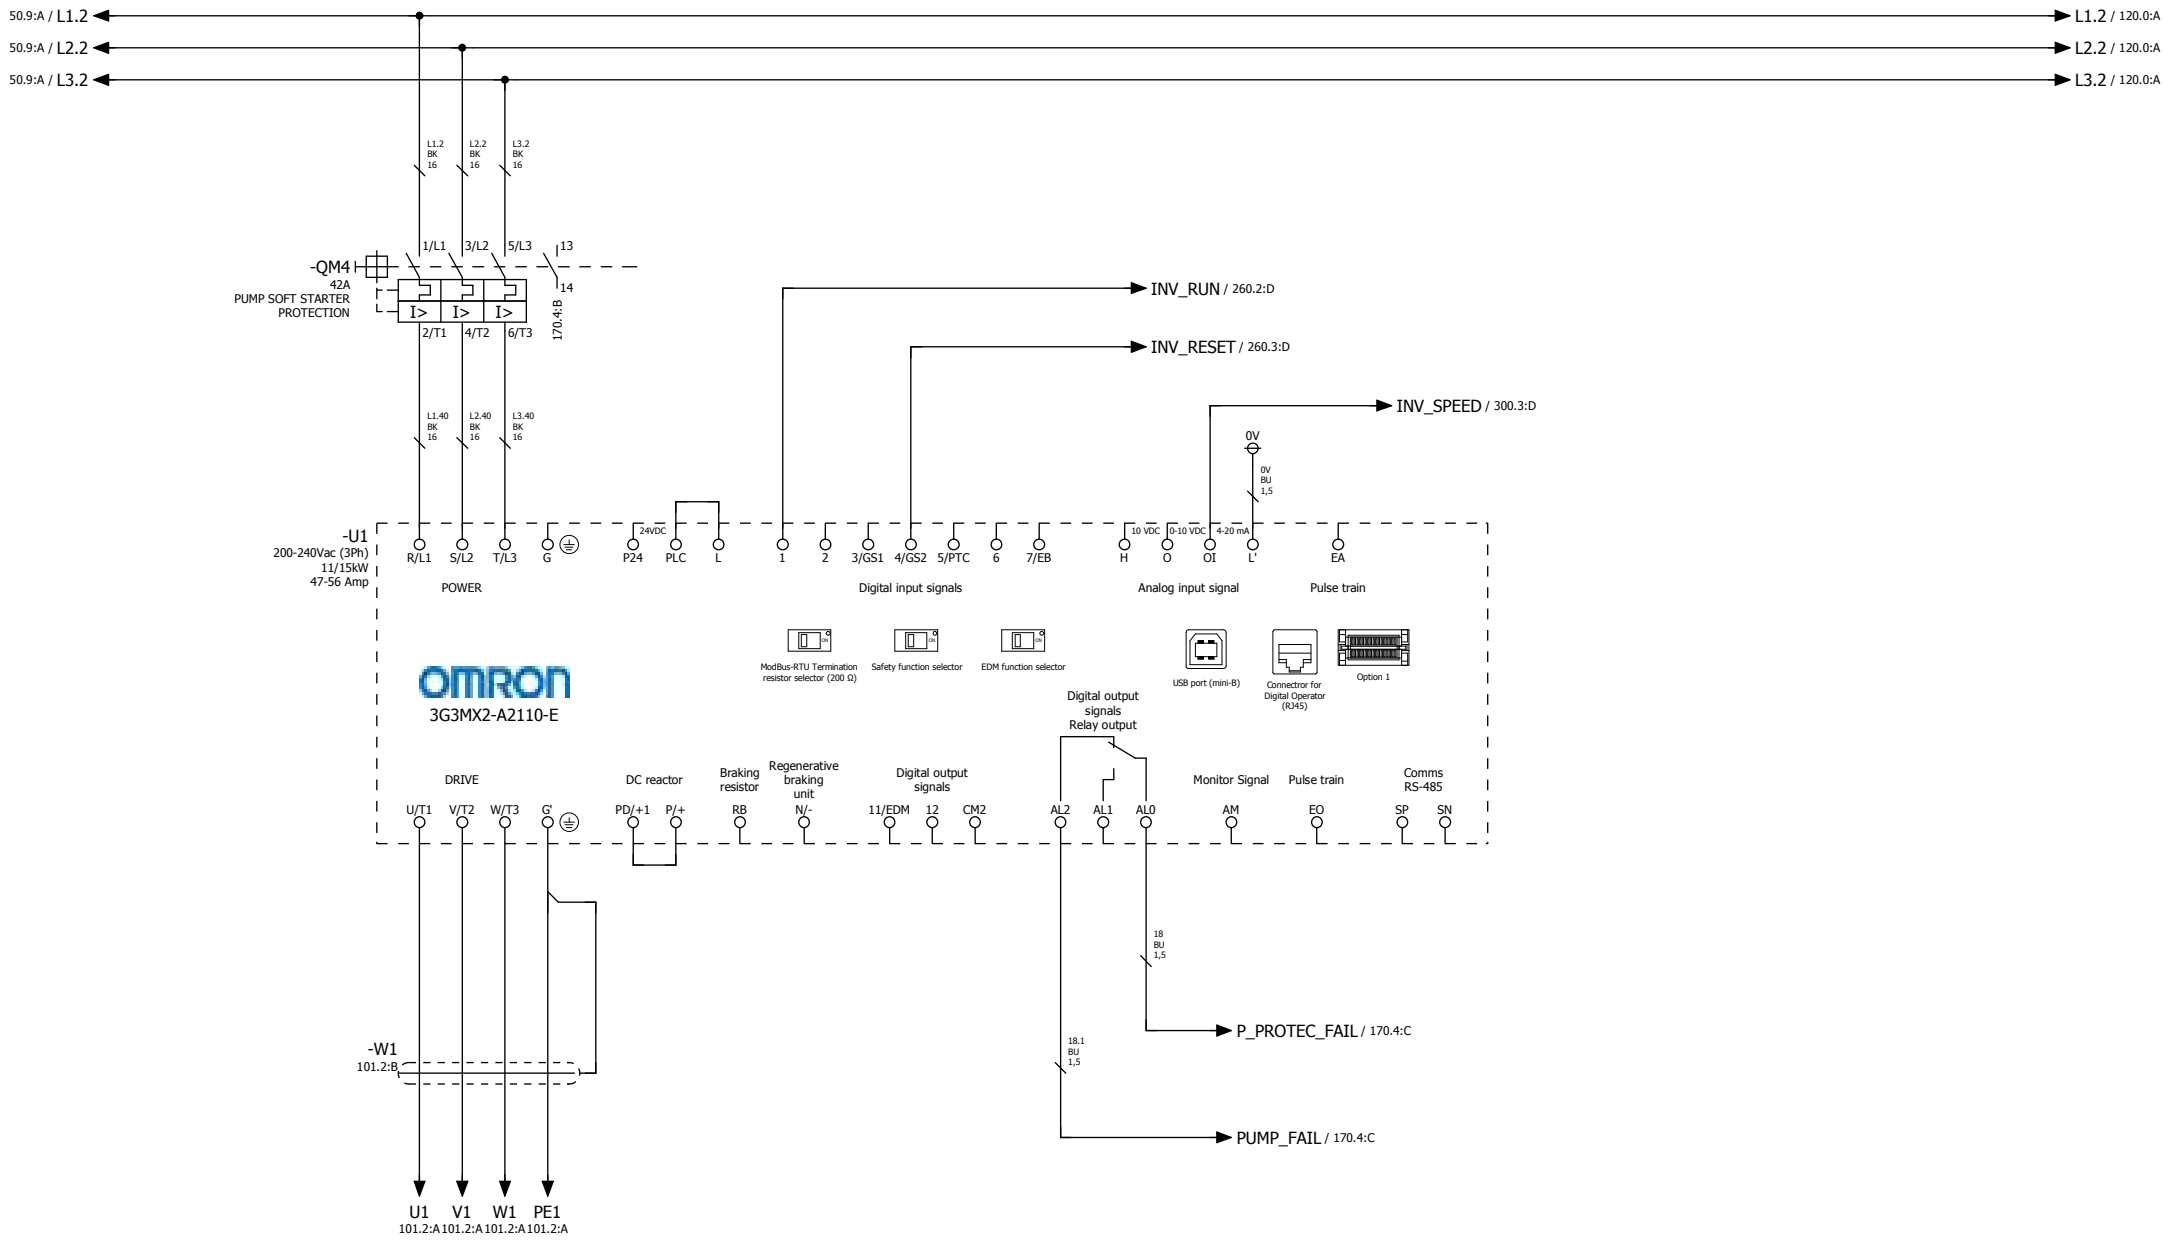 50.9:A / L1.2
L1.2 / 120.0:A
50.9:A / L2.2
L2.2 / 120.0:A
50.9:A / L3.2
L3.2 / 120.0:A
L1.2
BK
16
L2.2
BK
16
L3.2
BK
16
-QM4
42A
PUMP SOFT STARTER
PROTECTION
1/L1 3/L2 5/L3 13
14
I> I> I>
2/T1 4/T2 6/T3
170.4:B
INV_RUN / 260.2:D
INV_RESET / 260.3:D
INV_SPEED / 300.3:D
L1.40
BK
16
L2.40
BK
16
L3.40
BK
16
0V
0V
BU
1,5
-U1
200-240Vac (3Ph)
11/15kW
47-56 Amp
24VDC
10 VDC 0-10 VDC 4-20 mA
R/L1 S/L2 T/L3 G P24 PLC L 1 2 3/GS1 4/GS2 5/PTC 6 7/EB H O OI L' EA
POWER
Digital input signals
Analog input signal
Pulse train
ON
ON
ON
ModBus-RTU Termination
resistor selector (200 Ω)
Safety function selector
EDM function selector
USB port (mini-B)
Connectror for
Digital Operator
(RJ45)
Option 1
OMRON
3G3MX2-A2110-E
Digital output
signals
Relay output
DRIVE
DC reactor
Braking
resistor
Regenerative
braking
unit
Digital output
signals
Monitor Signal
Pulse train
Comms
RS-485
U/T1 V/T2 W/T3 G' PD/+1 P/+ RB N/- 11/EDM 12 CM2 AL2 AL1 AL0 AM EO SP SN
18
BU
1,5
P_PROTEC_FAIL / 170.4:C
-W1
101.2:B
18.1
BU
1,5
PUMP_FAIL / 170.4:C
U1 V1 W1 PE1
101.2:A 101.2:A 101.2:A 101.2:A